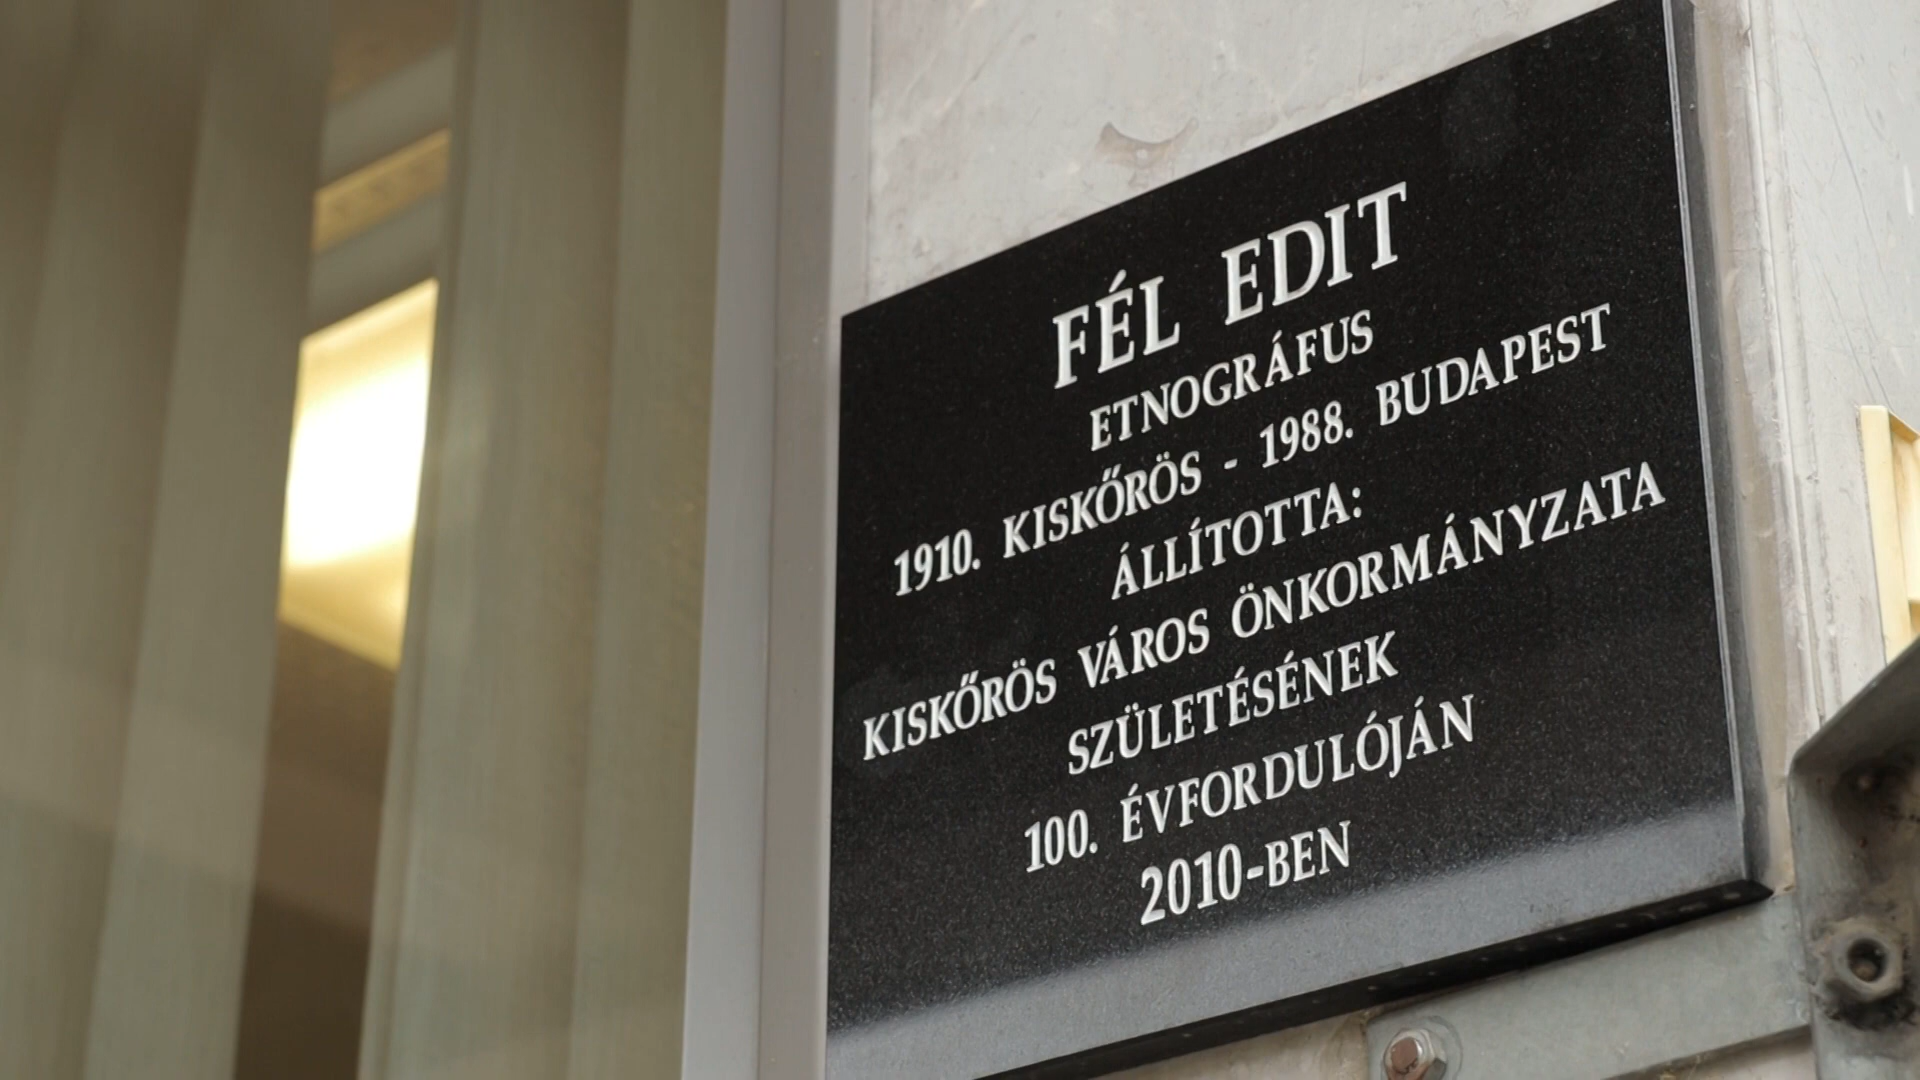 FÉL EDIT
ETNOGRÁFUS
1910. KISKŐRÖS - 1988. BUDAPEST
ÁLLÍTOTTA:
KISKŐRÖS VÁROS ÖNKORMÁNYZATA
SZÜLETÉSÉNEK
100. ÉVFORDULÓJÁN
2010-BEN